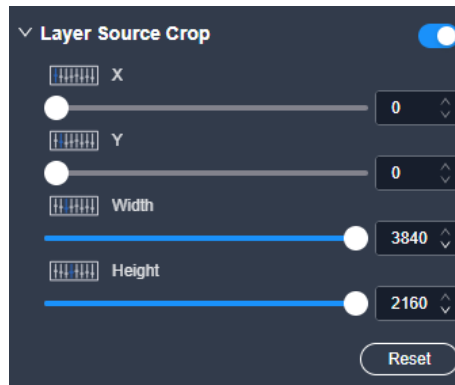 Layer Source Crop
X
0
Y
0
Width
3840
Height
2160
Reset